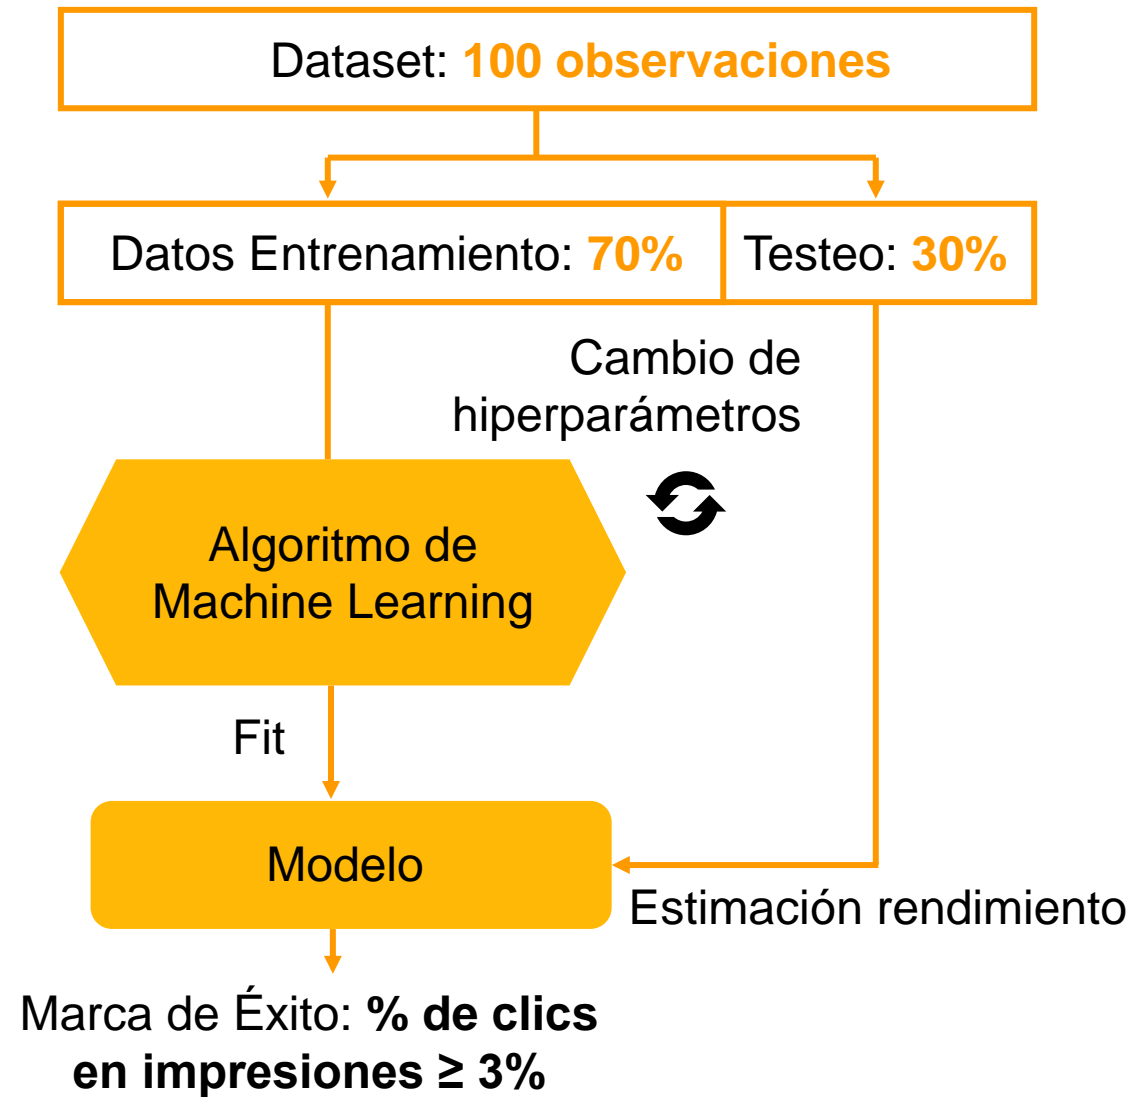 Dataset: 100 observaciones
Datos Entrenamiento: 70%
Testeo: 30%
Cambio de
hiperparámetros
Algoritmo de
Machine Learning
Fit
Modelo
Estimación rendimiento
Marca de Éxito: % de clics
en impresiones ≥ 3%